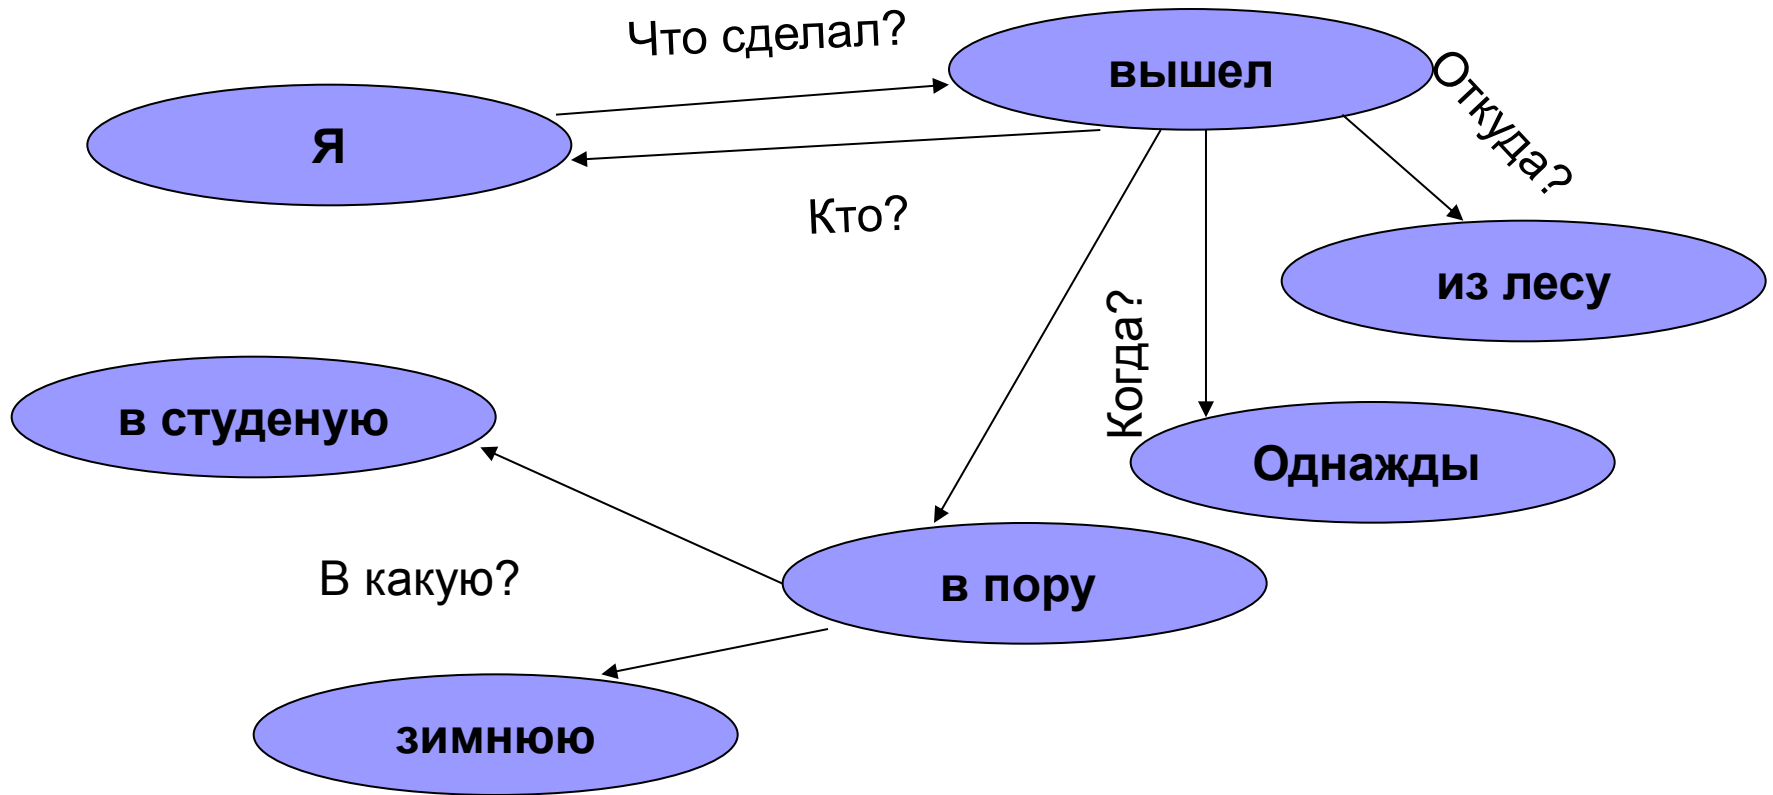 Что сделал?
вышел
Откуда?
Я
Кто?
из лесу
Когда?
в студеную
Однажды
В какую?
в пору
зимнюю